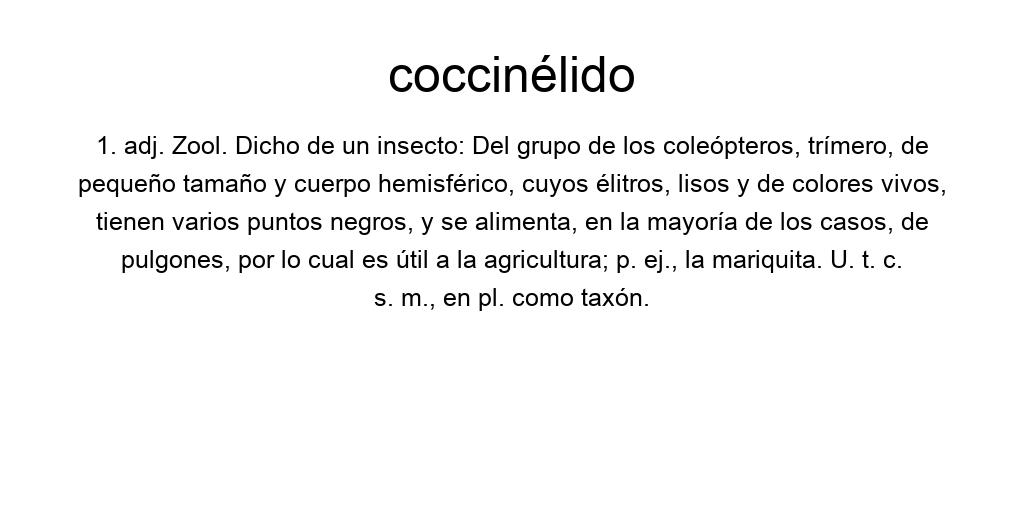 coccinélido
1. adj. Zool. Dicho de un insecto: Del grupo de los coleópteros, trímero, de
pequeño tamaño y cuerpo hemisférico, cuyos élitros, lisos y de colores vivos,
tienen varios puntos negros, y se alimenta, en la mayoría de los casos, de
pulgones, por lo cual es útil a la agricultura; p. ej., la mariquita. U. t. c.
s. m., en pl. como taxón.